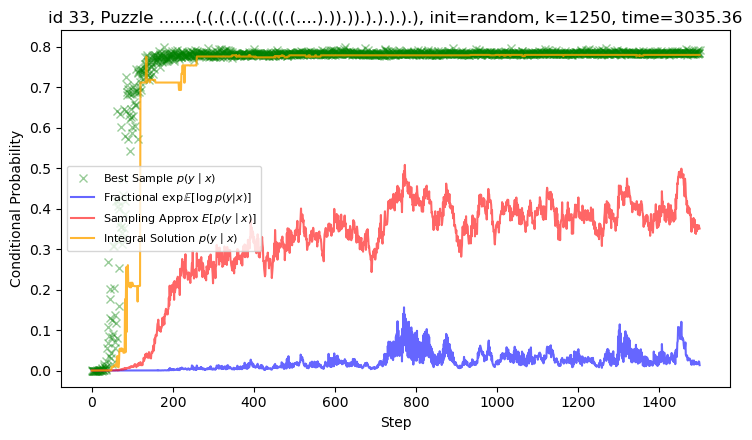 id 33, Puzzle .......(.(.(.(.(.((.((.(....).)).)).).).).).), init=random, k=1250, time=3035.36
0.8
0.7
0.6
0.5
0.4
0.3
0.2
0.1
0.0
Conditional Probability
Best Sample p(y | x)
Fractional exp 𝔼[log p(y|x)]
Sampling Approx E[p(y | x)]
Integral Solution p(y | x)
0 200 400 600 800 1000 1200 1400
Step